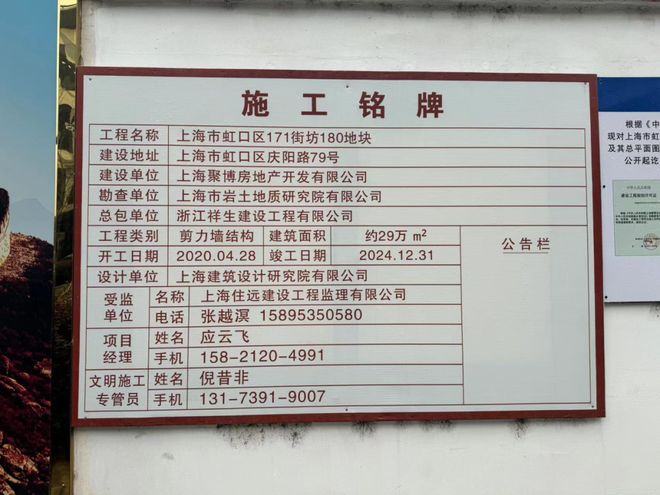 施工铭牌
工程名称 上海市虹口区171街坊180地块
建设地址 上海市虹口区庆阳路79号
建设单位 上海聚博房地产开发有限公司
勘查单位 上海市岩土地质研究院有限公司
总包单位 浙江祥生建设工程有限公司
工程类别 剪力墙结构 建筑面积 约29万 m²
开工日期 2020.04.28 竣工日期 2024.12.31
设计单位 上海建筑设计研究院有限公司
公告栏
受监单位 名称 上海住远建设工程监理有限公司
电话 张越溟 15895350580
项目经理 姓名 应云飞
手机 158-2120-4991
文明施工专管员 姓名 倪昔非
手机 131-7391-9007
根据《中
现对上海市虹
及其总平面图
公开起讫